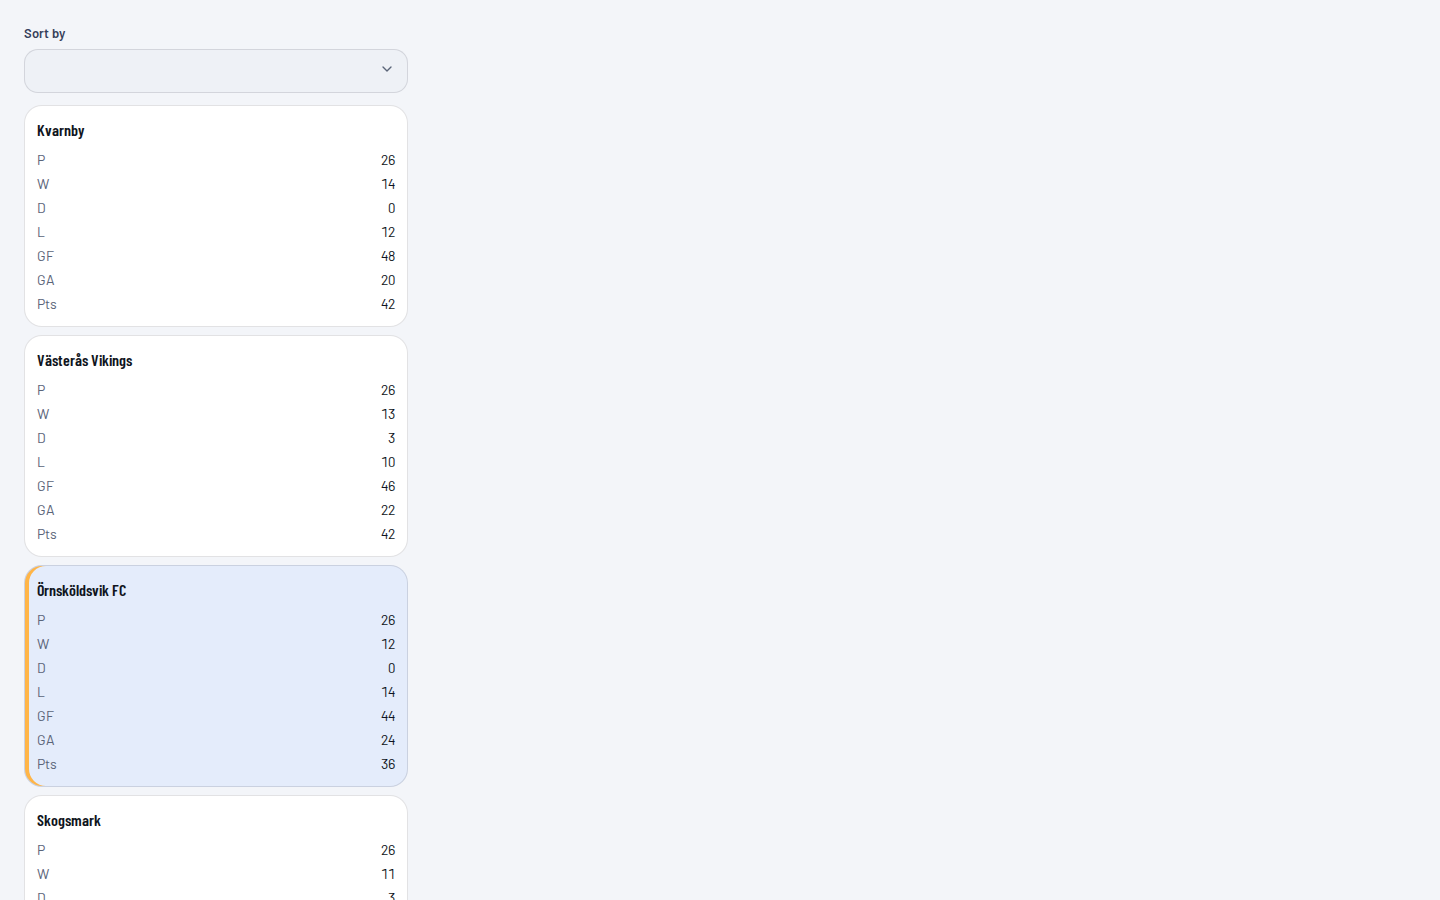 Sort by
Kvarnby
P 26
W 14
D 0
L 12
GF 48
GA 20
Pts 42
Västerås Vikings
P 26
W 13
D 3
L 10
GF 46
GA 22
Pts 42
Örnsköldsvik FC
P 26
W 12
D 0
L 14
GF 44
GA 24
Pts 36
Skogsmark
P 26
W 11
D 3